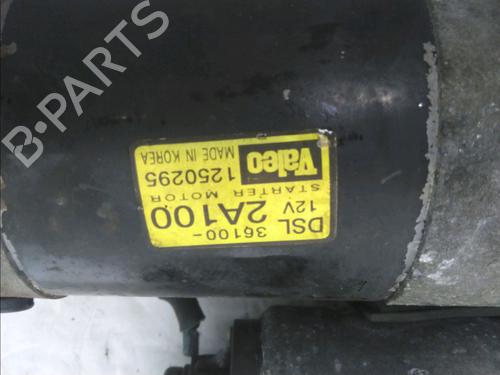 DSL 36100-
12V 2A100
STARTER MOTOR
1250295
Valeo MADE IN KOREA
B-PARTS